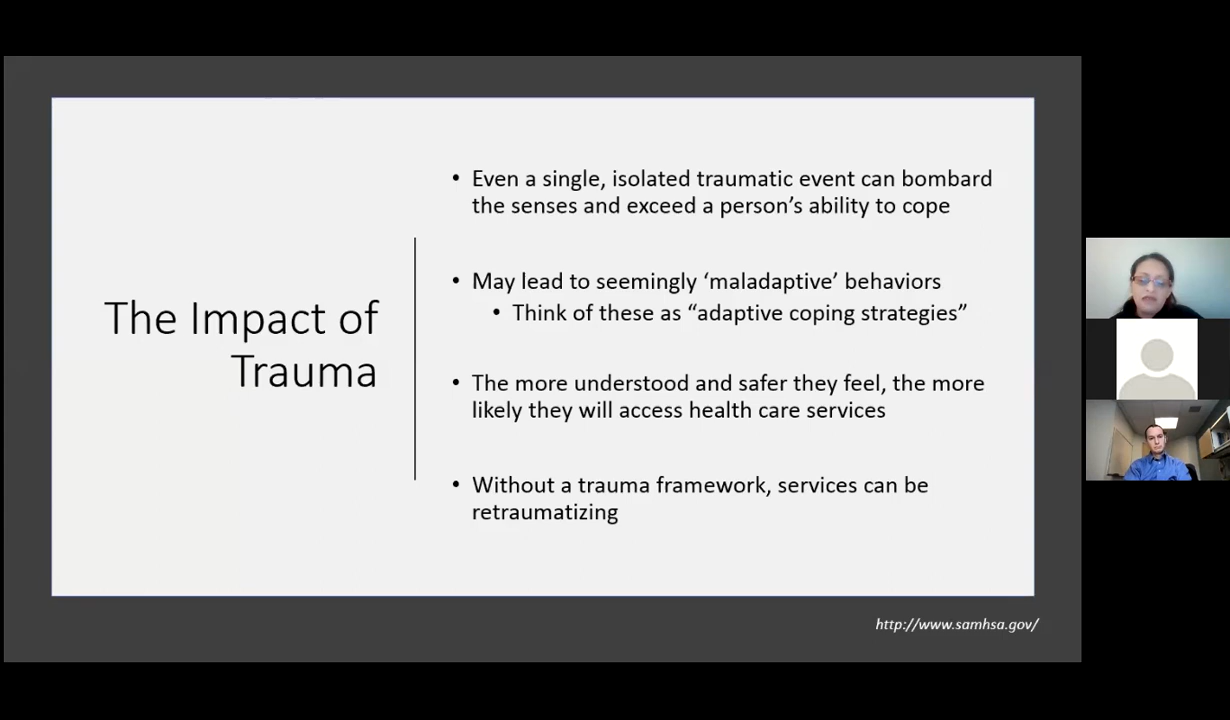 The Impact of
Trauma
• Even a single, isolated traumatic event can bombard
the senses and exceed a person’s ability to cope
• May lead to seemingly ‘maladaptive’ behaviors
• Think of these as “adaptive coping strategies”
• The more understood and safer they feel, the more
likely they will access health care services
• Without a trauma framework, services can be
retraumatizing
http://www.samhsa.gov/